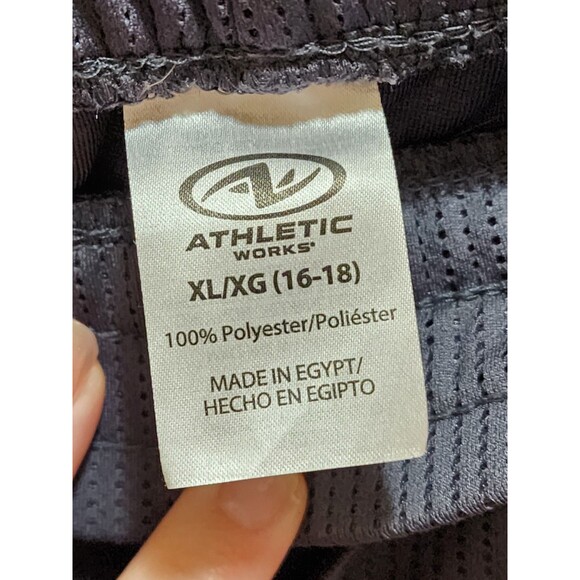 ATHLETIC
WORKS®
XL/XG (16-18)
100% Polyester/Poliéster
MADE IN EGYPT/
HECHO EN EGIPTO